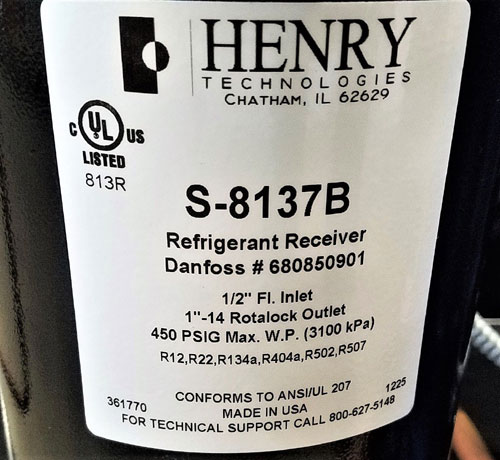 HENRY
TECHNOLOGIES
CHATHAM, IL 62629
C UL US
LISTED
813R
S-8137B
Refrigerant Receiver
Danfoss # 680850901
1/2" Fl. Inlet
1"-14 Rotalock Outlet
450 PSIG Max. W.P. (3100 kPa)
R12,R22,R134a,R404a,R502,R507
CONFORMS TO ANSI/UL 207
361770 MADE IN USA 1225
FOR TECHNICAL SUPPORT CALL 800-627-5148